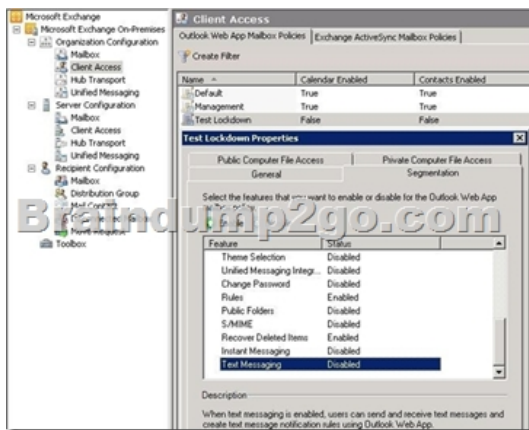 Microsoft Exchange
Microsoft Exchange On-Premises
Organization Configuration
Mailbox
Client Access
Hub Transport
Unified Messaging
Server Configuration
Mailbox
Client Access
Hub Transport
Unified Messaging
Recipient Configuration
Mailbox
Distribution Group
Mail Contact
Move Request
Toolbox
Client Access
Outlook Web App Mailbox Policies
Exchange ActiveSync Mailbox Policies
Create Filter
Name Calendar Enabled Contacts Enabled
Default True True
Management True True
Test Lockdown False False
Test Lockdown Properties
Public Computer File Access Private Computer File Access
General Segmentation
Select the features that you want to enable or disable for the Outlook Web App
Braindump2go.com
Feature Status
Theme Selection Disabled
Unified Messaging Integr... Disabled
Change Password Disabled
Rules Enabled
Public Folders Disabled
S/MIME Disabled
Recover Deleted Items Enabled
Instant Messaging Disabled
Text Messaging Disabled
Description
When text messaging is enabled, users can send and receive text messages and
create text message notification rules using Outlook Web App.